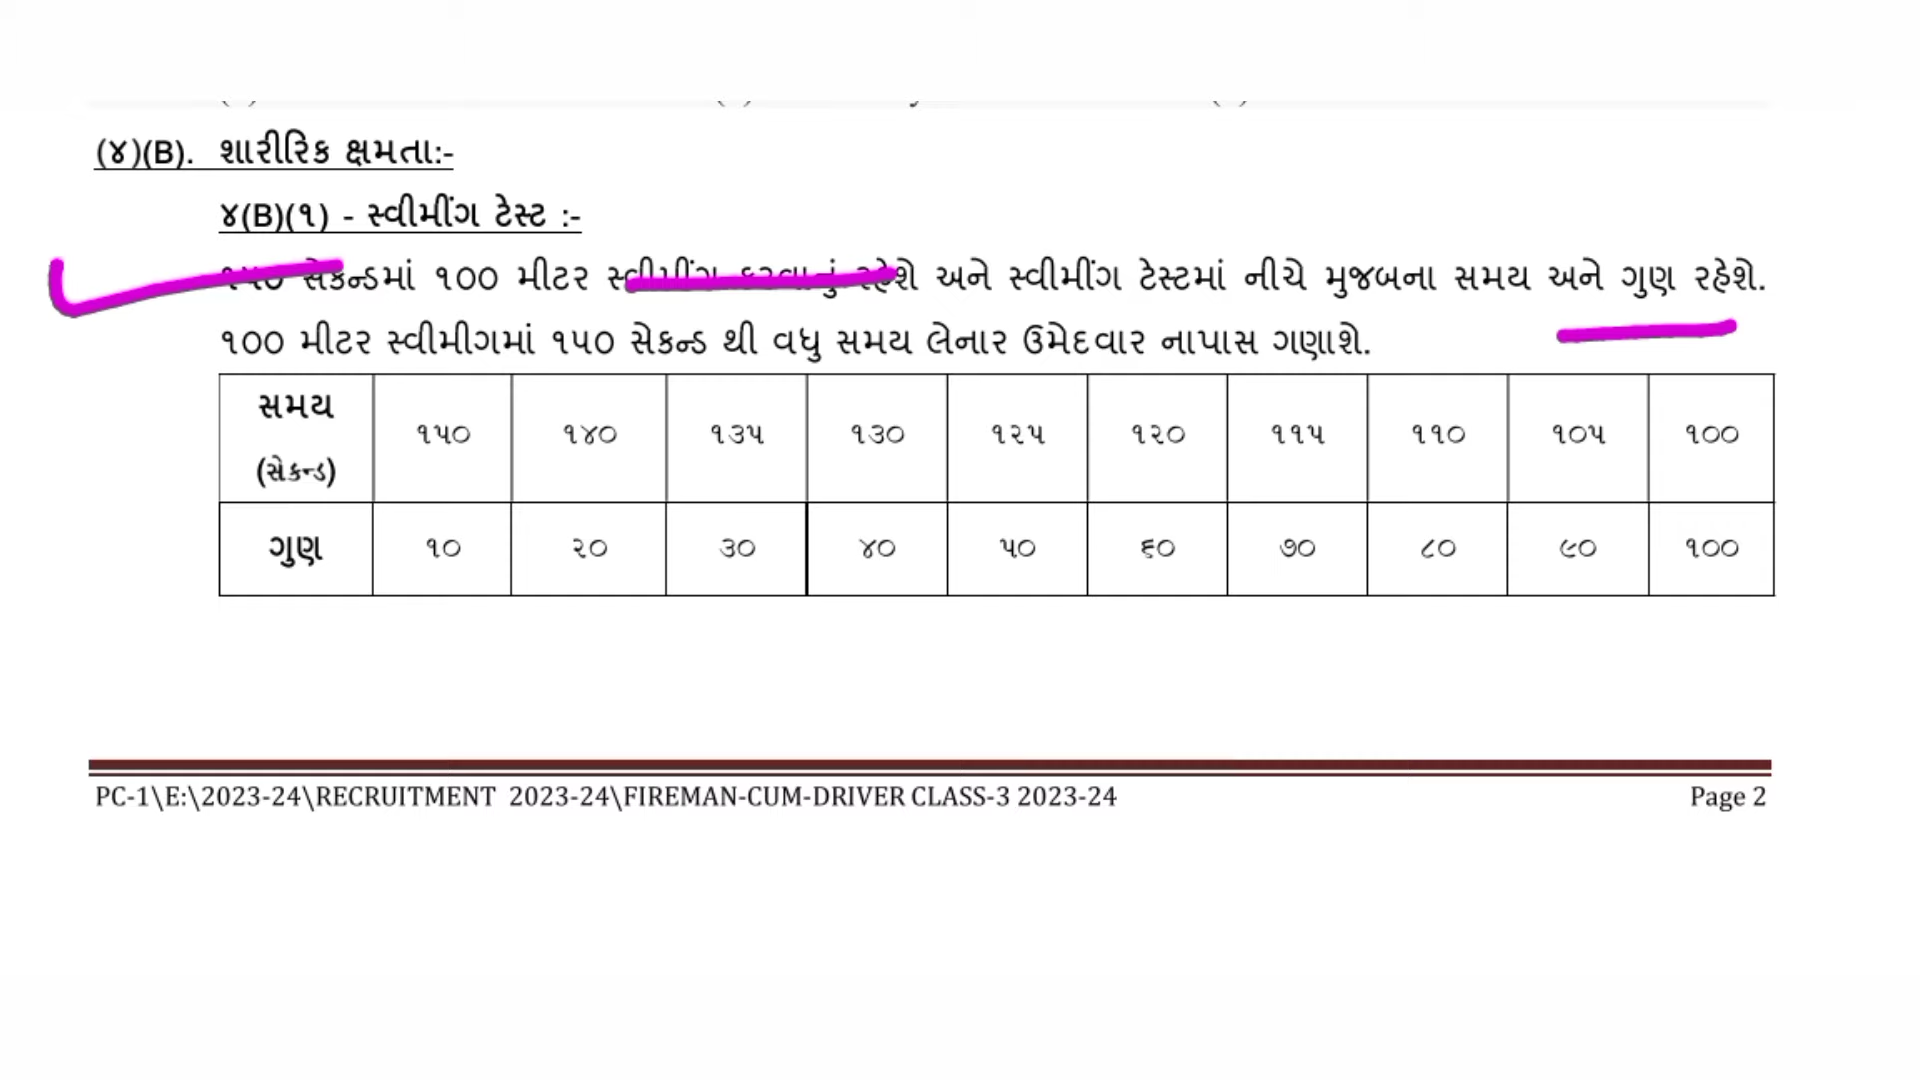 (૪)(B). શારીરિક ક્ષમતા:-
૪(B)(૧) - સ્વીમીંગ ટેસ્ટ :-
૧૫૦ સેકન્ડમાં ૧૦૦ મીટર સ્વીમીંગ કરવાનું રહેશે અને સ્વીમીંગ ટેસ્ટમાં નીચે મુજબના સમય અને ગુણ રહેશે.
૧૦૦ મીટર સ્વીમીગમાં ૧૫૦ સેકન્ડ થી વધુ સમય લેનાર ઉમેદવાર નાપાસ ગણાશે.
સમય (સેકન્ડ) ૧૫૦ ૧૪૦ ૧૩૫ ૧૩૦ ૧૨૫ ૧૨૦ ૧૧૫ ૧૧૦ ૧૦૫ ૧૦૦
ગુણ ૧૦ ૨૦ ૩૦ ૪૦ ૫૦ ૬૦ ૭૦ ૮૦ ૯૦ ૧૦૦
PC-1\E:\2023-24\RECRUITMENT 2023-24\FIREMAN-CUM-DRIVER CLASS-3 2023-24 Page 2